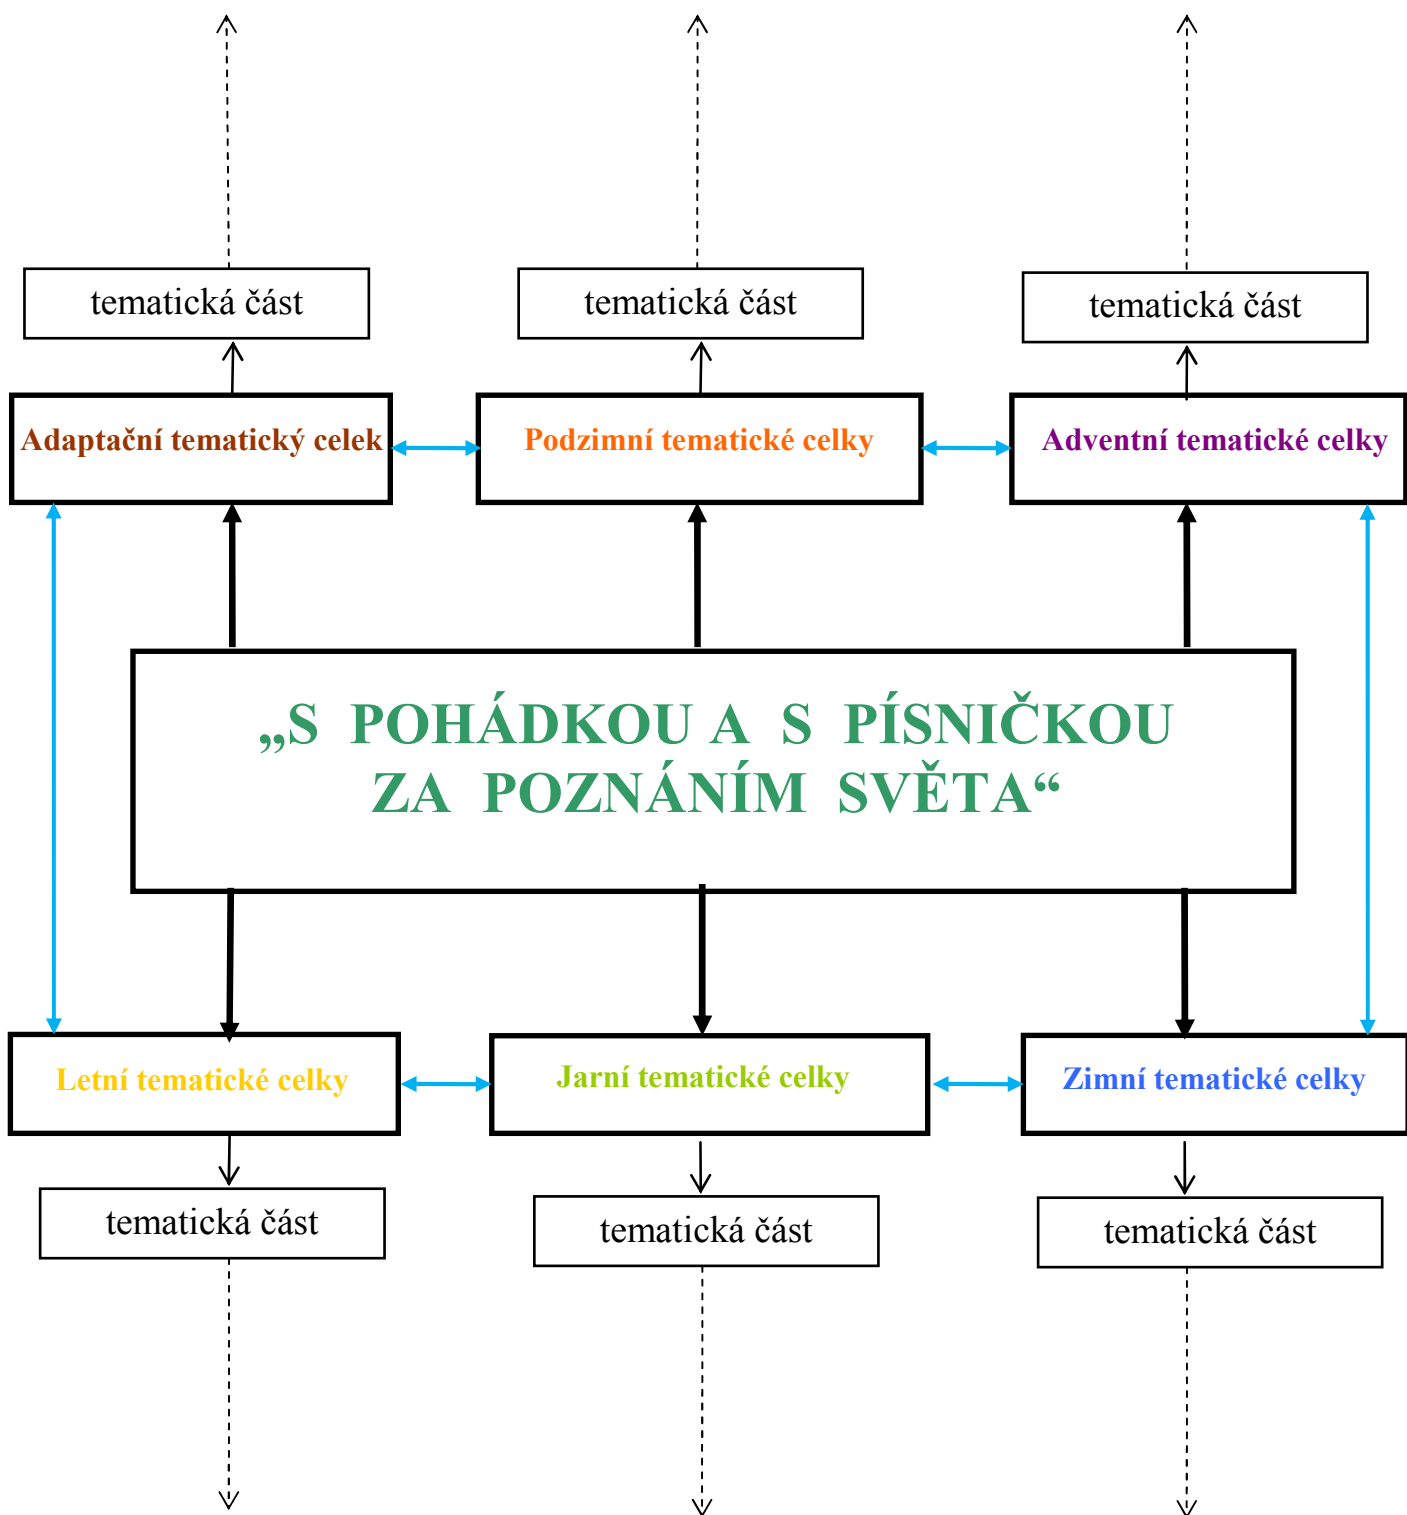 tematická část
tematická část
tematická část
Adaptační tematický celek
Podzimní tematické celky
Adventní tematické celky
„S POHÁDKOU A S PÍSNIČKOU
ZA POZNÁNÍM SVĚTA“
Letní tematické celky
Jarní tematické celky
Zimní tematické celky
tematická část
tematická část
tematická část